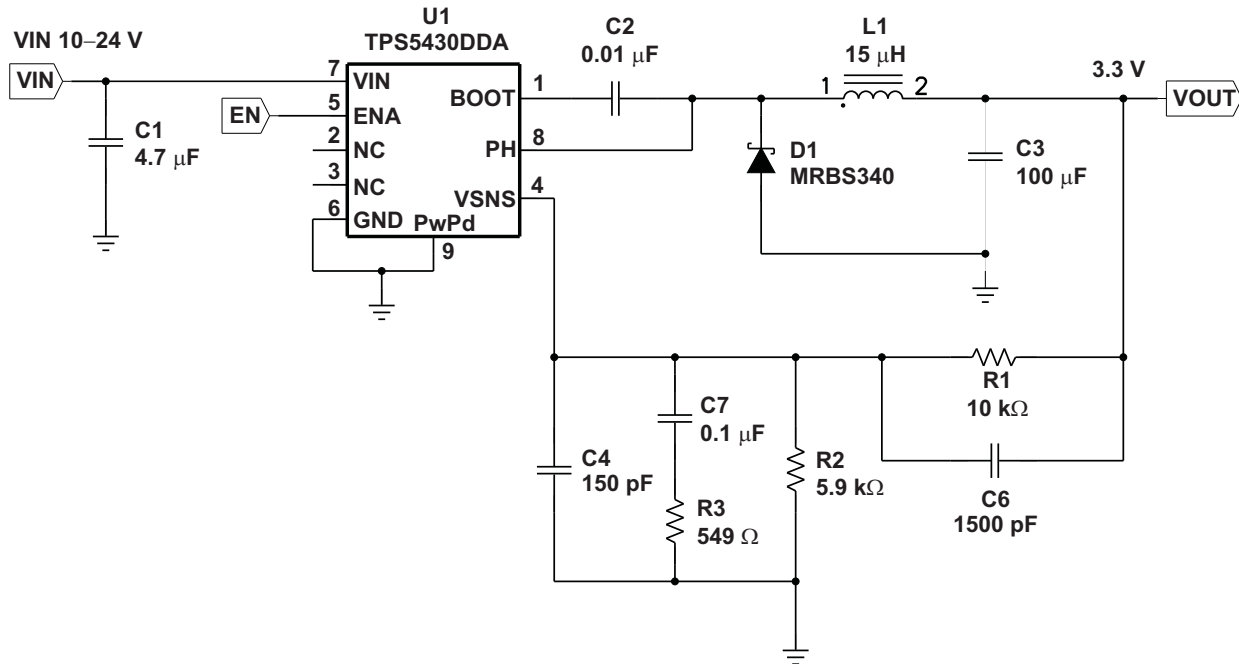 VIN 10–24 V
VIN
C1
4.7 μF
EN
U1
TPS5430DDA
7
VIN
5
ENA
2
NC
3
NC
6
GND
PwPd
9
BOOT
1
PH
8
VSNS
4
C2
0.01 μF
L1
15 μH
1
2
3.3 V
VOUT
D1
MRBS340
C3
100 μF
R1
10 kΩ
C6
1500 pF
C7
0.1 μF
C4
150 pF
R3
549 Ω
R2
5.9 kΩ